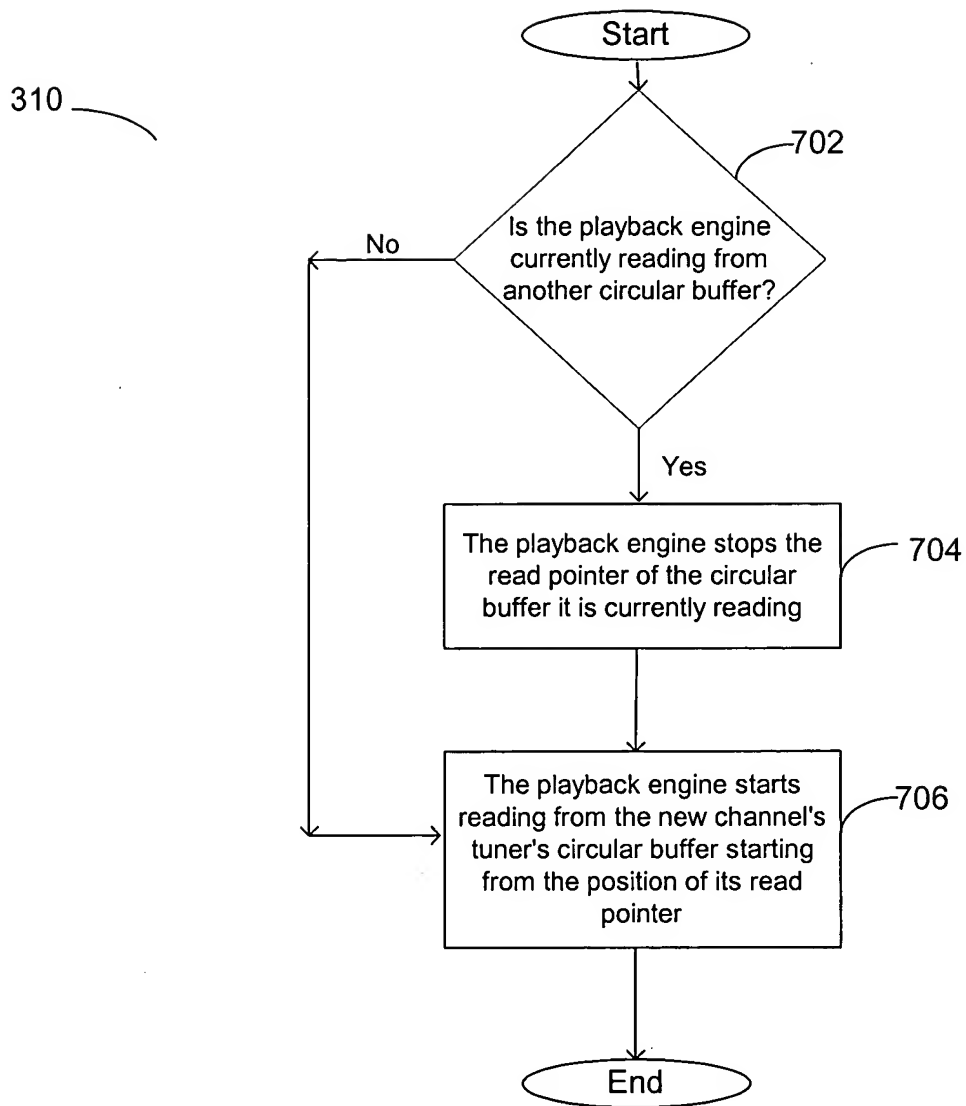 Start
310
702
Is the playback engine
currently reading from
another circular buffer?
No
Yes
The playback engine stops the
read pointer of the circular
buffer it is currently reading
704
The playback engine starts
reading from the new channel's
tuner's circular buffer starting
from the position of its read
pointer
706
End